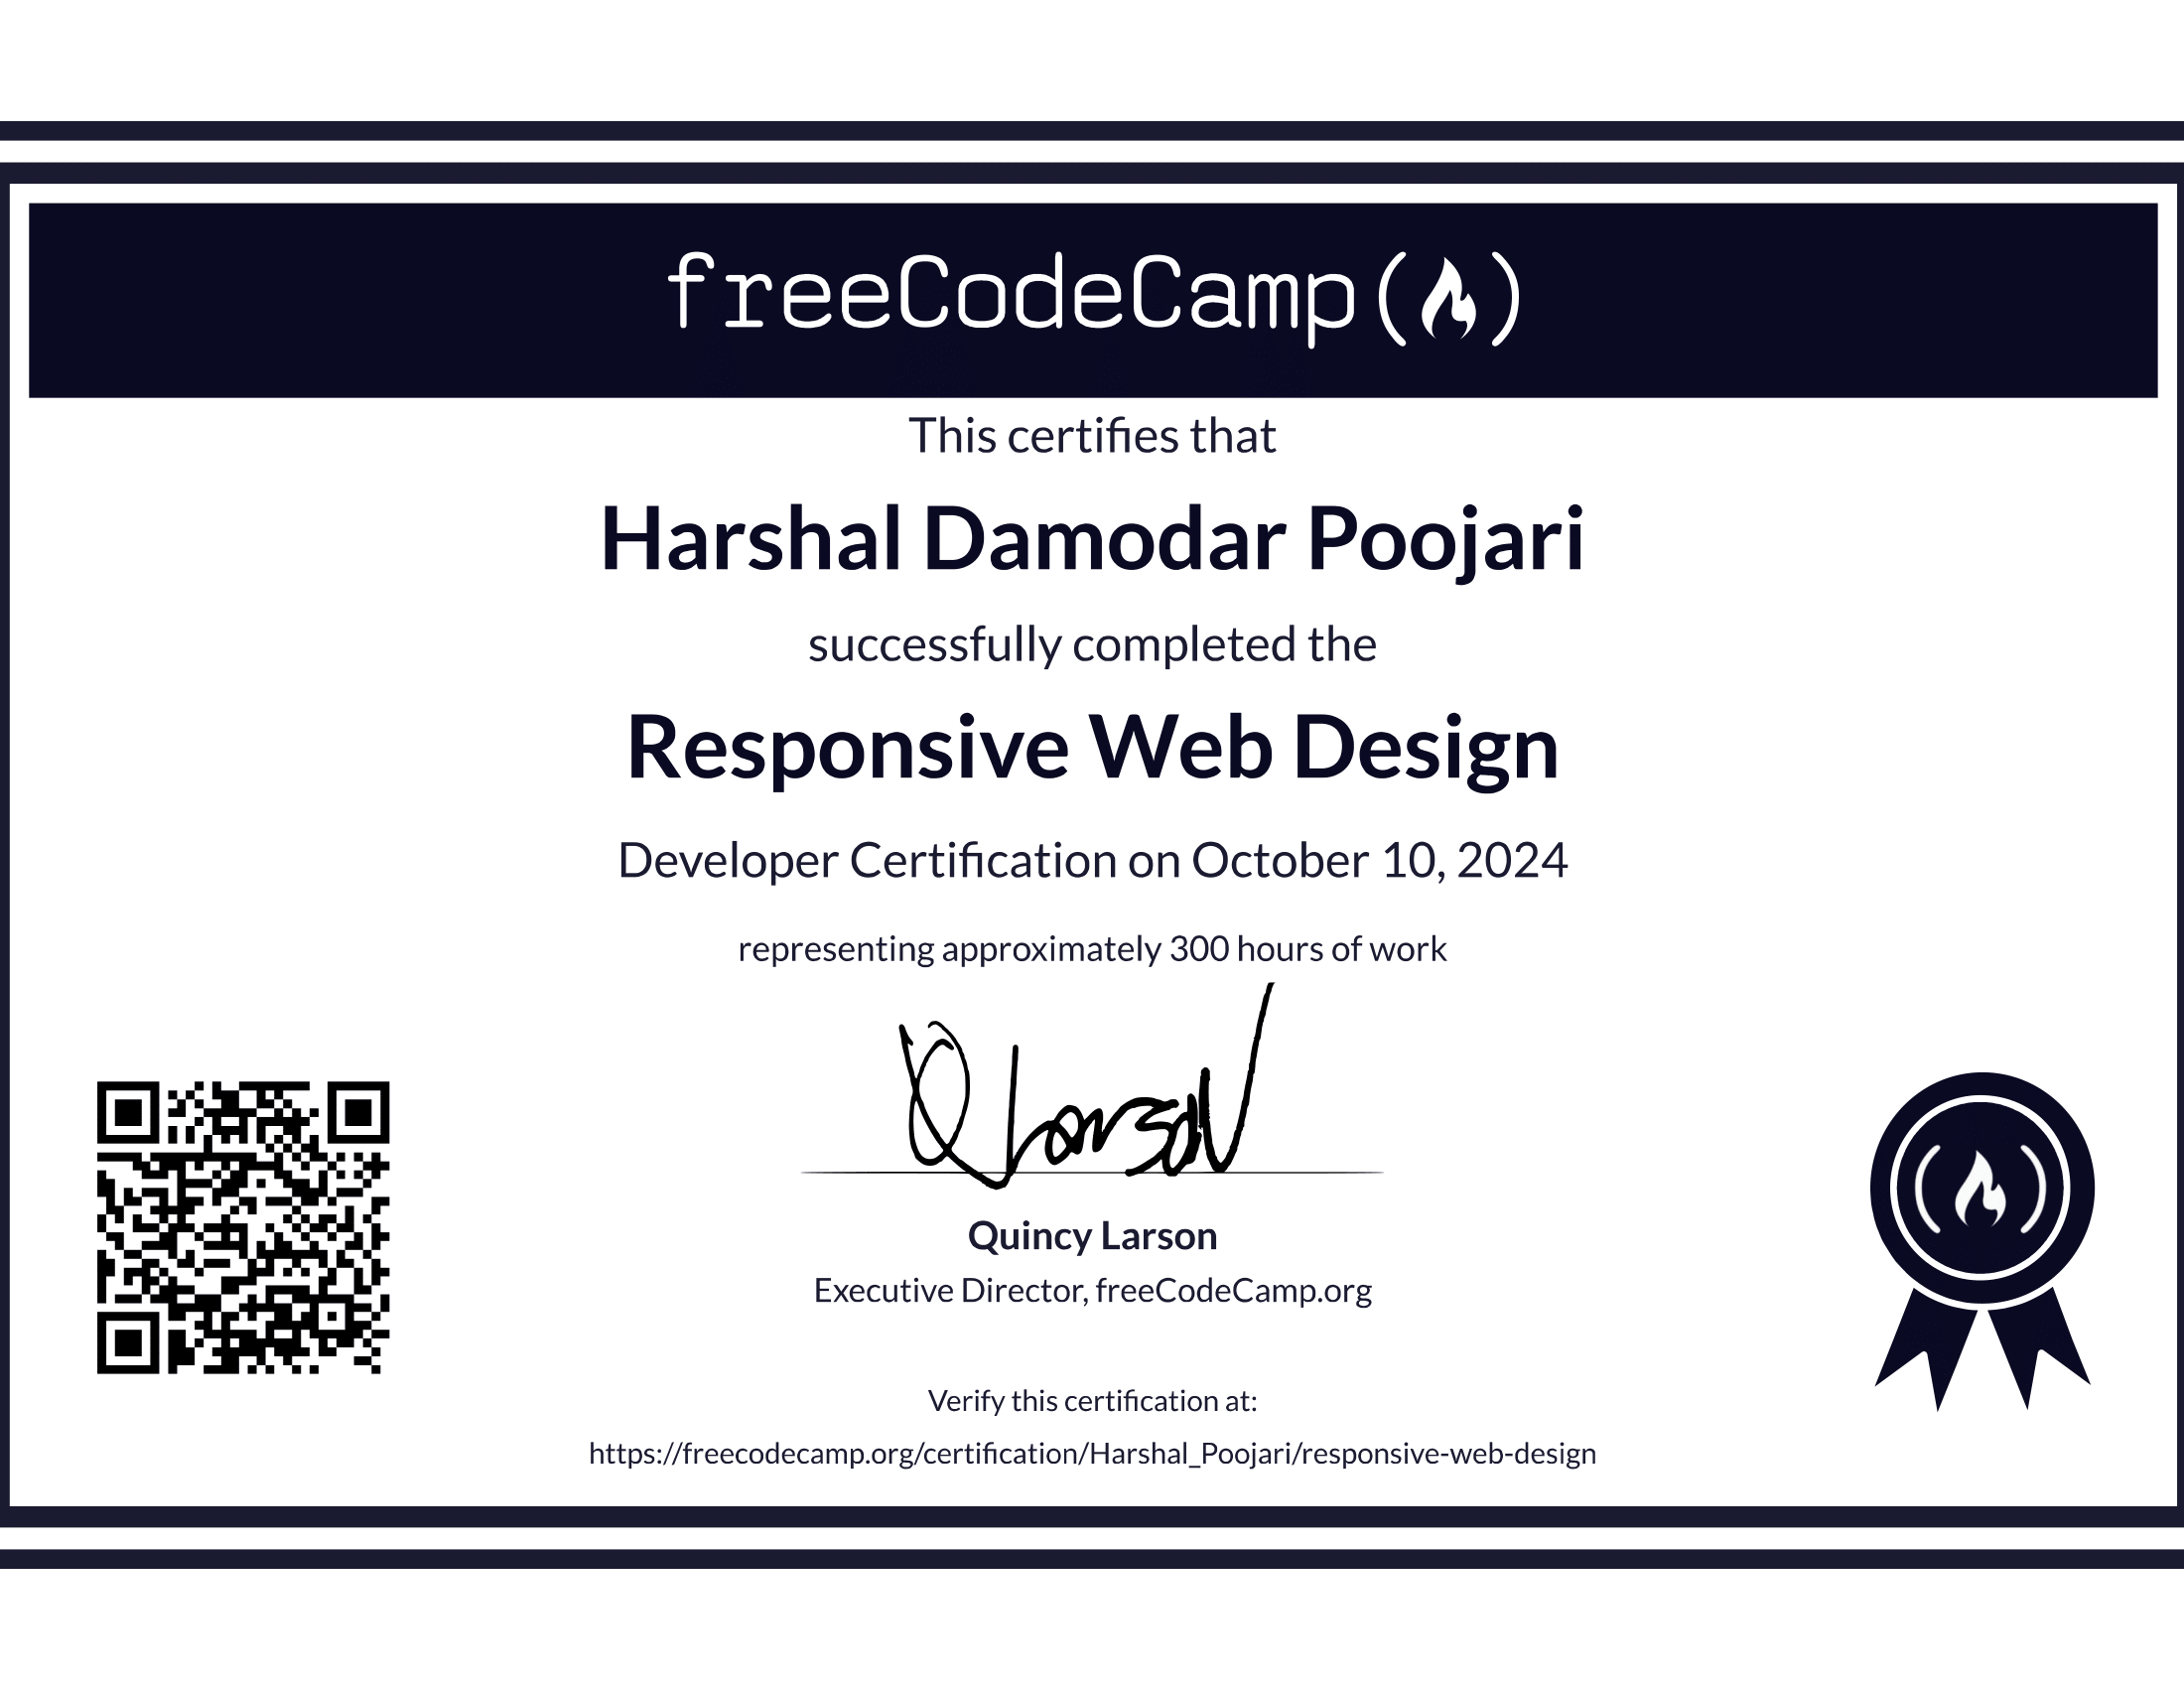 freeCodeCamp
This certifies that
Harshal Damodar Poojari
successfully completed the
Responsive Web Design
Developer Certification on October 10, 2024
representing approximately 300 hours of work
Quincy Larson
Executive Director, freeCodeCamp.org
Verify this certification at:
https://freecodecamp.org/certification/Harshal_Poojari/responsive-web-design